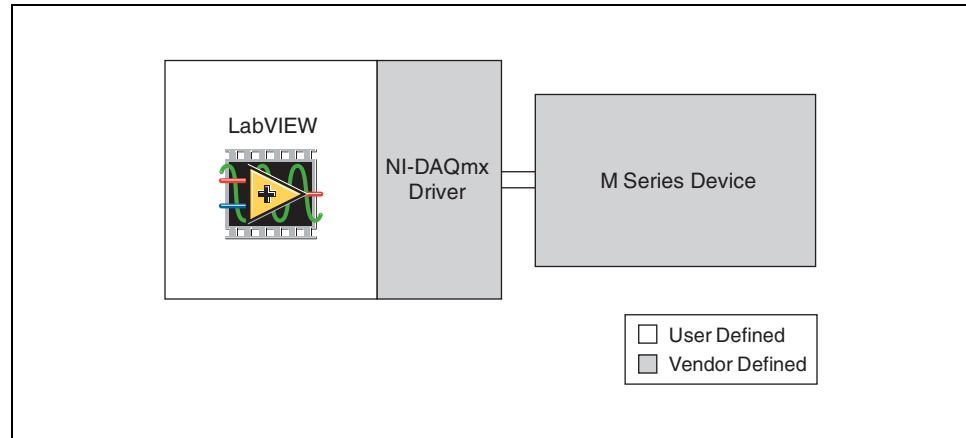 LabVIEW
NI-DAQmx
Driver
M Series Device
User Defined
Vendor Defined